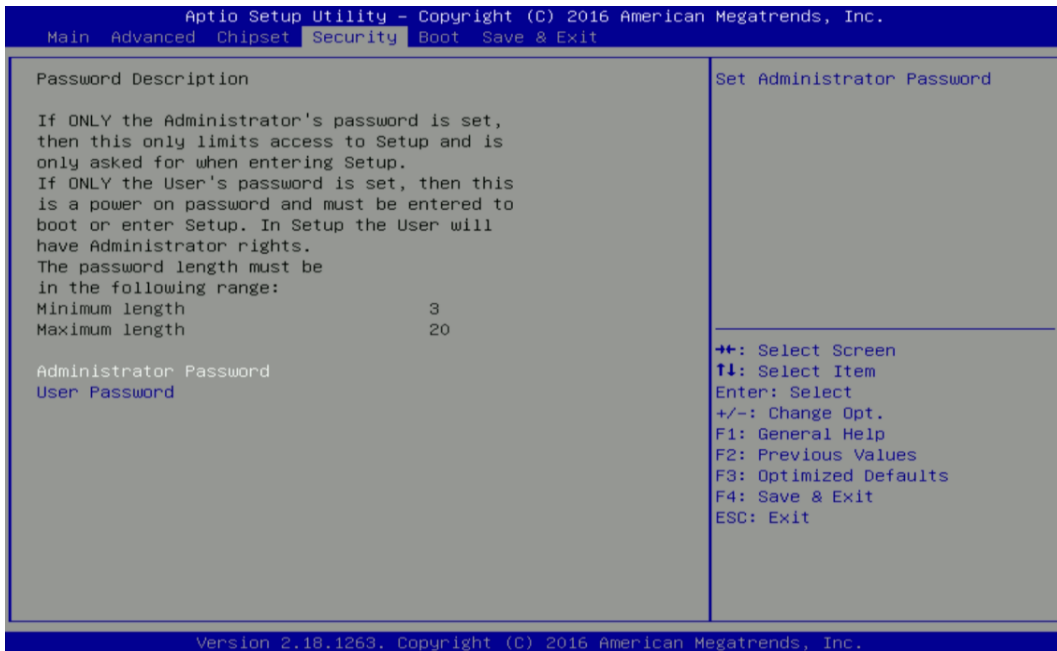 Aptio Setup Utility – Copyright (C) 2016 American Megatrends, Inc.
Main Advanced Chipset Security Boot Save & Exit
Password Description
If ONLY the Administrator's password is set,
then this only limits access to Setup and is
only asked for when entering Setup.
If ONLY the User's password is set, then this
is a power on password and must be entered to
boot or enter Setup. In Setup the User will
have Administrator rights.
The password length must be
in the following range:
Minimum length 3
Maximum length 20
Administrator Password
User Password
Set Administrator Password
→←: Select Screen
↑↓: Select Item
Enter: Select
+/-: Change Opt.
F1: General Help
F2: Previous Values
F3: Optimized Defaults
F4: Save & Exit
ESC: Exit
Version 2.18.1263. Copyright (C) 2016 American Megatrends, Inc.